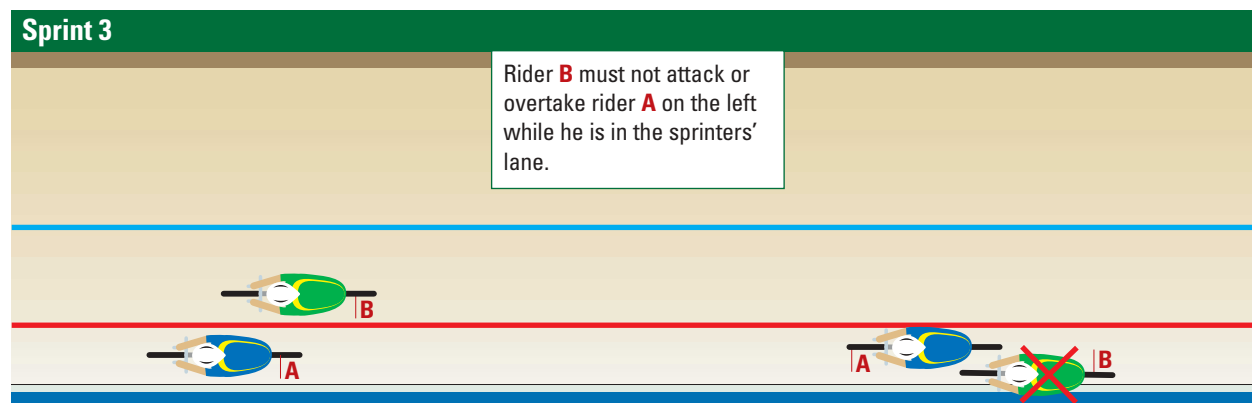 Sprint 3
Rider B must not attack or
overtake rider A on the left
while he is in the sprinters’
lane.
B
A
A
B